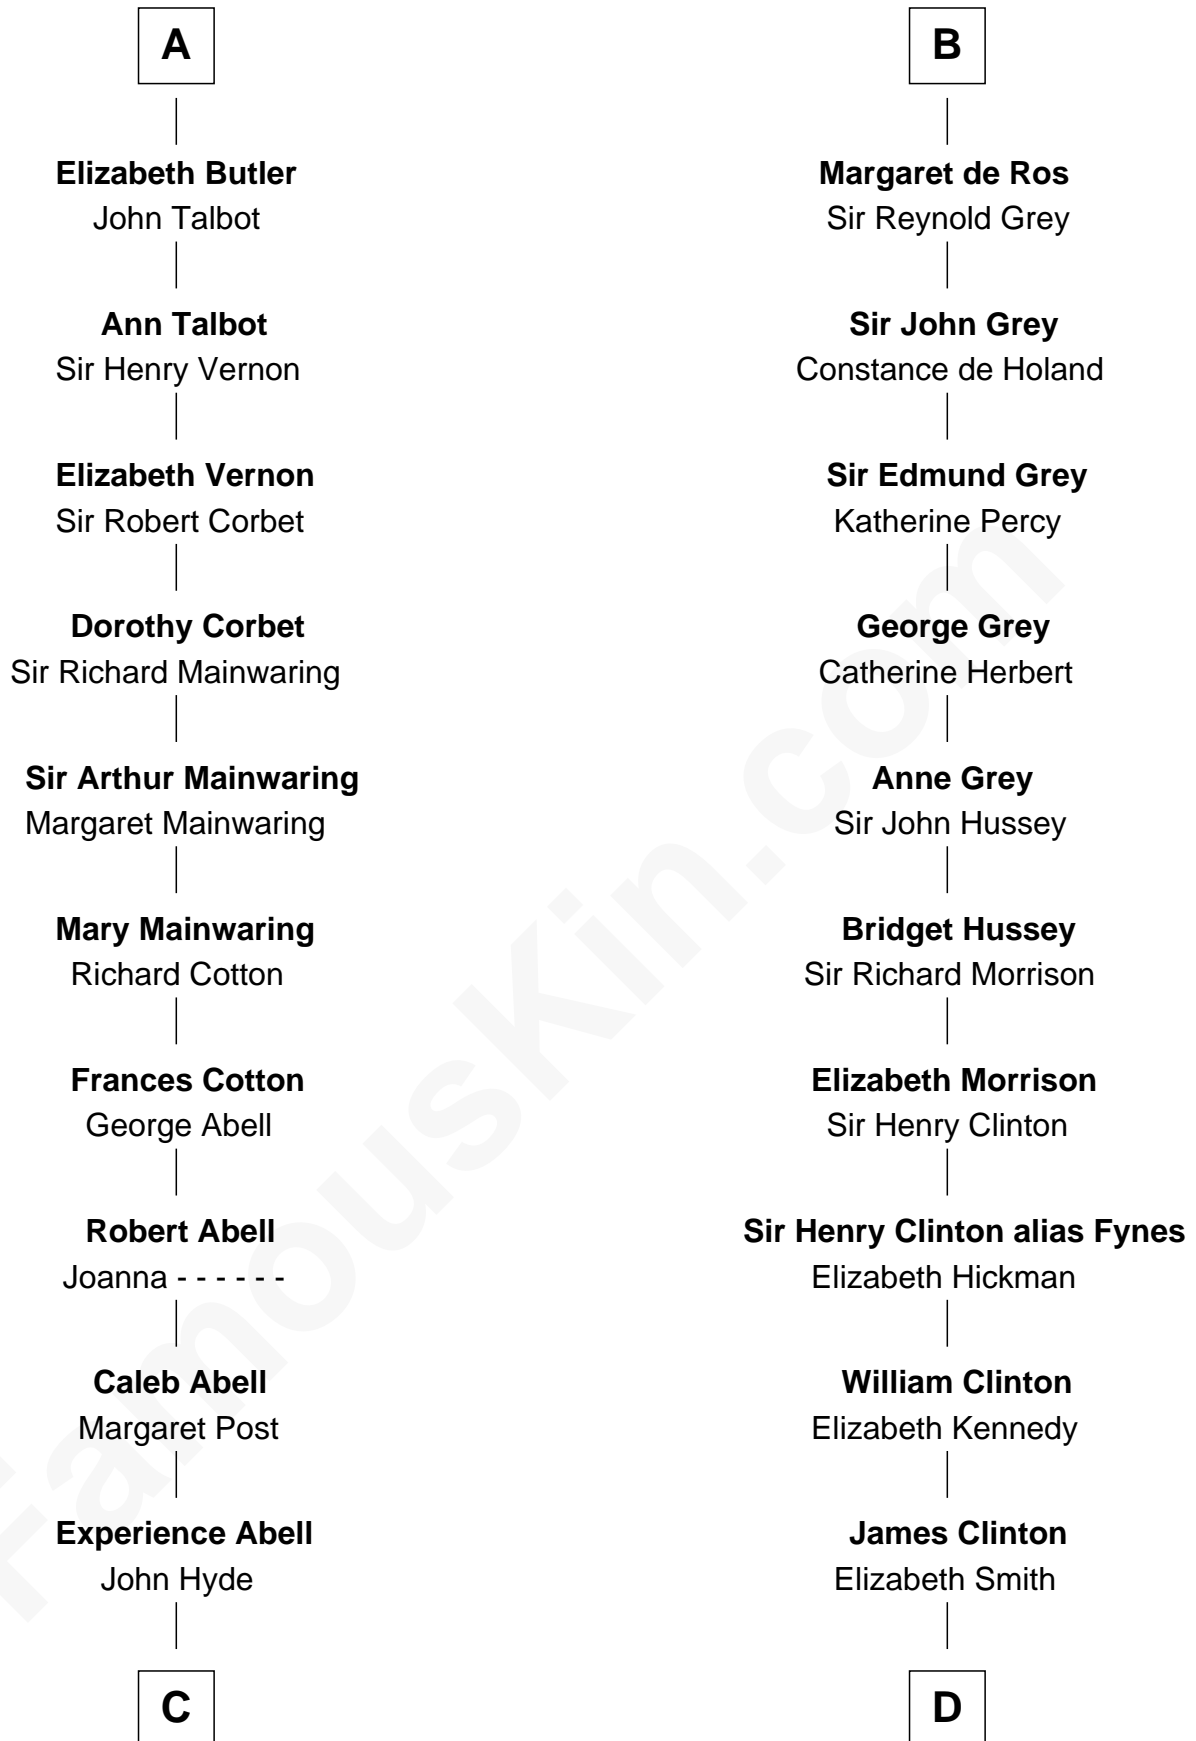 A
Elizabeth Butler
John Talbot
Ann Talbot
Sir Henry Vernon
Elizabeth Vernon
Sir Robert Corbet
Dorothy Corbet
Sir Richard Mainwaring
Sir Arthur Mainwaring
Margaret Mainwaring
Mary Mainwaring
Richard Cotton
Frances Cotton
George Abell
Robert Abell
Joanna - - - - - -
Caleb Abell
Margaret Post
Experience Abell
John Hyde
C
B
Margaret de Ros
Sir Reynold Grey
Sir John Grey
Constance de Holand
Sir Edmund Grey
Katherine Percy
George Grey
Catherine Herbert
Anne Grey
Sir John Hussey
Bridget Hussey
Sir Richard Morrison
Elizabeth Morrison
Sir Henry Clinton
Sir Henry Clinton alias Fynes
Elizabeth Hickman
William Clinton
Elizabeth Kennedy
James Clinton
Elizabeth Smith
D
FamousKin.com